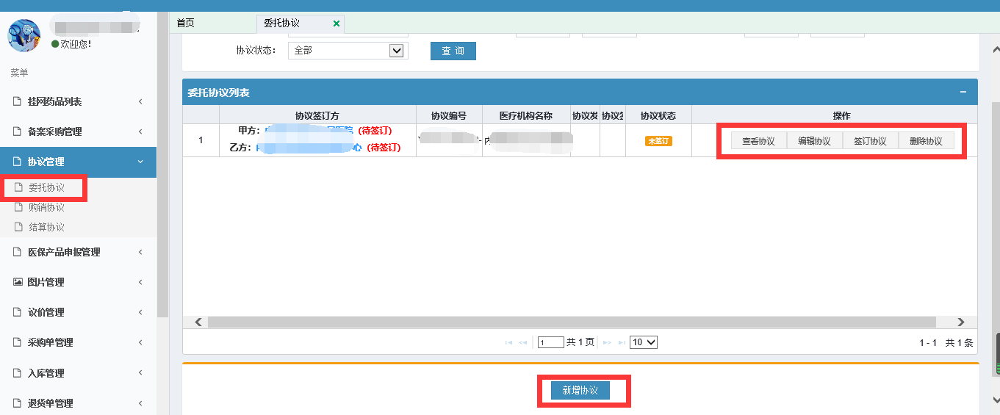 首页
委托协议
欢迎您!
菜单
挂网药品列表
备案采购管理
协议管理
委托协议
购销协议
结算协议
医保产品申报管理
图片管理
议价管理
采购单管理
入库管理
退货单管理
协议状态: 全部 查 询
委托协议列表
协议签订方 协议编号 医疗机构名称 协议发 协议签 协议状态 操作
1
甲方: (待签订)
乙方: 心 (待签订)
未签订
查看协议 编辑协议 签订协议 删除协议
1 共 1 页 10
1 - 1 共 1 条
新增协议